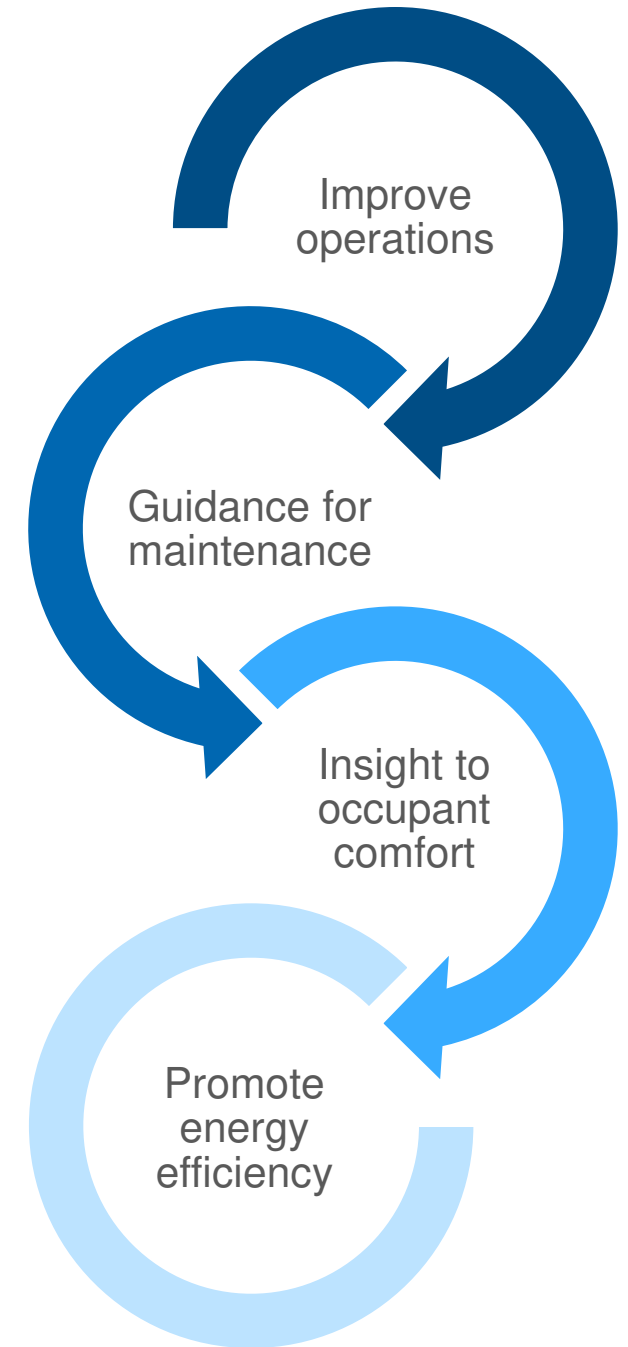 Improve
operations
Guidance for
maintenance
Insight to
occupant
comfort
Promote
energy
efficiency